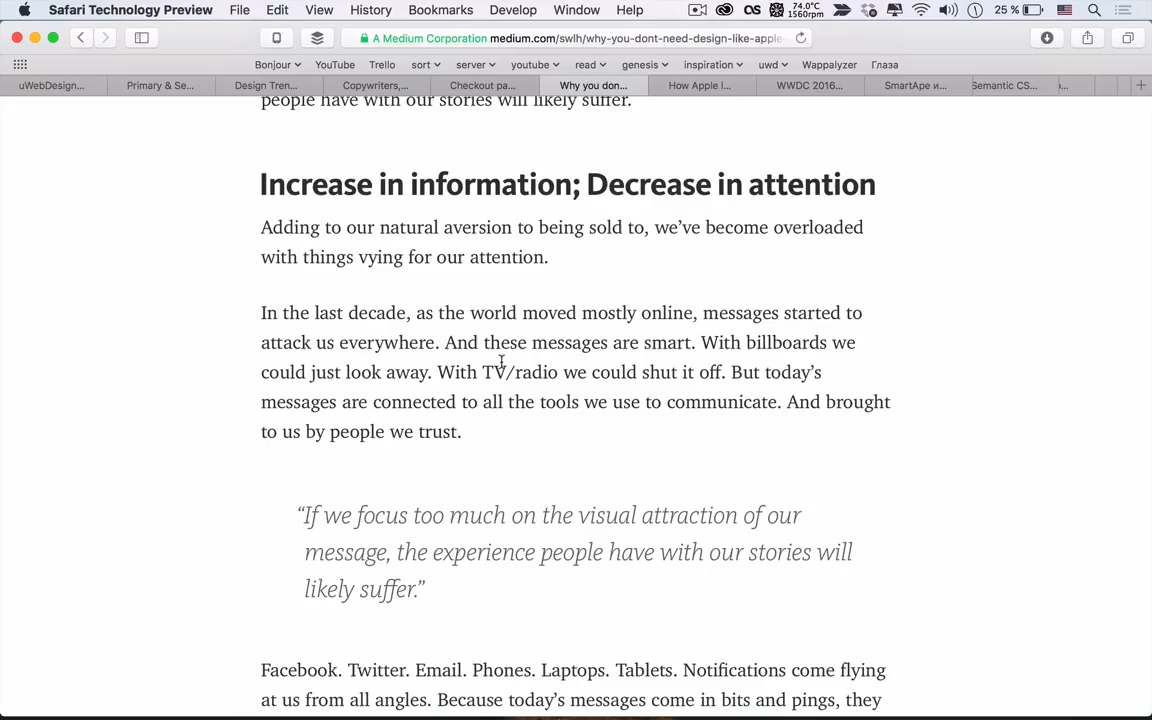 Safari Technology Preview File Edit View History Bookmarks Develop Window Help 74.0°C 1560rpm 25 %
A Medium Corporation medium.com/swlh/why-you-dont-need-design-like-apple-
Bonjour YouTube Trello sort server youtube read genesis inspiration uwd Wappalyzer Глаза
uWebDesign... Primary & Se... Design Tren... Copywriters,... Checkout pa... Why you don... How Apple I... WWDC 2016... SmartApe и... Semantic CS...
people have with our stories will likely suffer.
Increase in information; Decrease in attention
Adding to our natural aversion to being sold to, we’ve become overloaded
with things vying for our attention.
In the last decade, as the world moved mostly online, messages started to
attack us everywhere. And these messages are smart. With billboards we
could just look away. With TV/radio we could shut it off. But today’s
messages are connected to all the tools we use to communicate. And brought
to us by people we trust.
“If we focus too much on the visual attraction of our
message, the experience people have with our stories will
likely suffer.”
Facebook. Twitter. Email. Phones. Laptops. Tablets. Notifications come flying
at us from all angles. Because today’s messages come in bits and pings, they